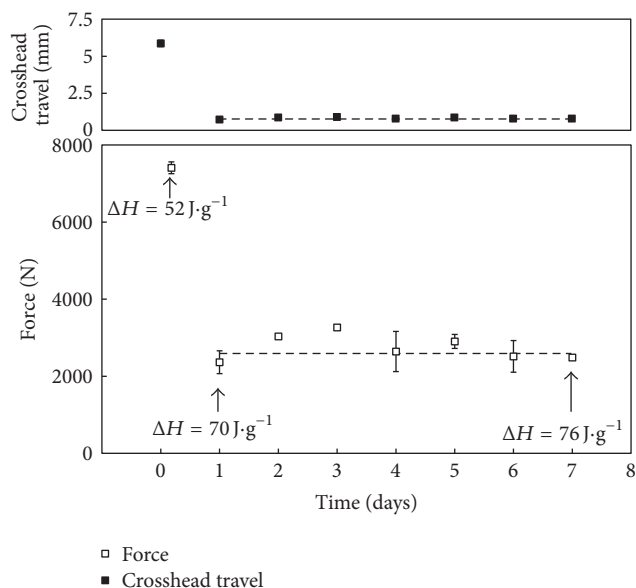 7.5
5
2.5
0
Crosshead
travel (mm)
8000
6000
4000
2000
0
Force (N)
ΔH = 52 J·g⁻¹
ΔH = 70 J·g⁻¹
ΔH = 76 J·g⁻¹
0 1 2 3 4 5 6 7 8
Time (days)
Force
Crosshead travel